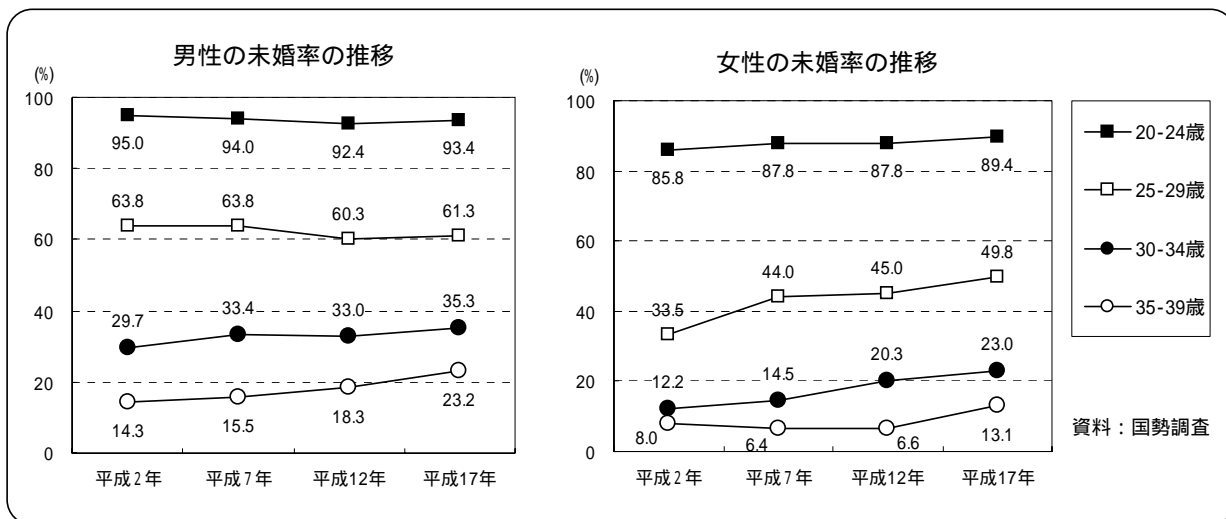 男性の未婚率の推移
(%)
100
80
60
40
20
0
95.0 94.0 92.4 93.4
63.8 63.8 60.3 61.3
29.7 33.4 33.0 35.3
14.3 15.5 18.3 23.2
平成2年 平成7年 平成12年 平成17年
女性の未婚率の推移
(%)
100
80
60
40
20
0
85.8 87.8 87.8 89.4
33.5 44.0 45.0 49.8
12.2 14.5 20.3 23.0
8.0 6.4 6.6 13.1
平成2年 平成7年 平成12年 平成17年
20-24歳
25-29歳
30-34歳
35-39歳
資料：国勢調査